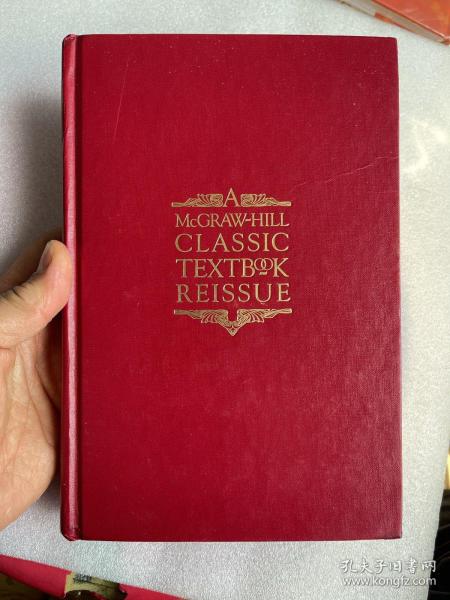 A
McGRAW-HILL
CLASSIC
TEXTBOOK
REISSUE
孔夫子旧书网
www.kongfz.com